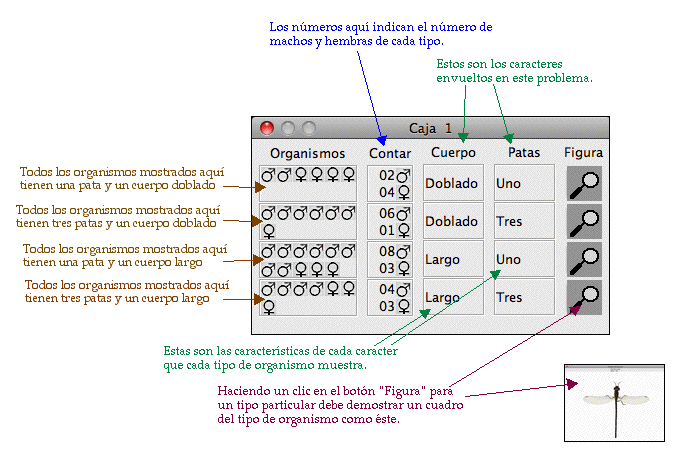 Los números aquí indican el número de
machos y hembras de cada tipo.
Estos son los caracteres
envueltos en este problema.
Caja 1
Organismos Contar Cuerpo Patas Figura
Todos los organismos mostrados aquí
tienen una pata y un cuerpo doblado
♂♂♀♀♀♀ 02♂ 04♀ Doblado Uno
Todos los organismos mostrados aquí
tienen tres patas y un cuerpo doblado
♂♂♂♂♂♂♀ 06♂ 01♀ Doblado Tres
Todos los organismos mostrados aquí
tienen una pata y un cuerpo largo
♂♂♂♂♂♂♂♂♀♀♀ 08♂ 03♀ Largo Uno
Todos los organismos mostrados aquí
tienen tres patas y un cuerpo largo
♂♂♂♂♀♀♀ 04♂ 03♀ Largo Tres
Estas son las características de cada caracter
que cada tipo de organismo muestra.
Haciendo un clic en el botón "Figura" para
un tipo particular debe demostrar un cuadro
del tipo de organismo como éste.